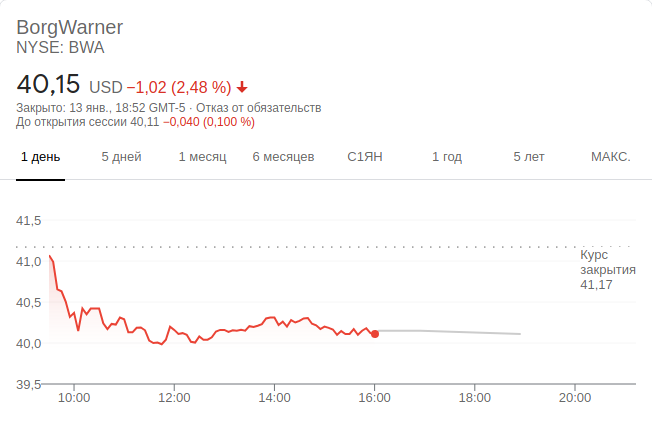 BorgWarner
NYSE: BWA
40,15 USD −1,02 (2,48 %)
Закрыто: 13 янв., 18:52 GMT-5 · Отказ от обязательств
До открытия сессии 40,11 −0,040 (0,100 %)
1 день 5 дней 1 месяц 6 месяцев С1ЯН 1 год 5 лет МАКС.
41,5
41,0
40,5
40,0
39,5
Курс
закрытия
41,17
10:00 12:00 14:00 16:00 18:00 20:00